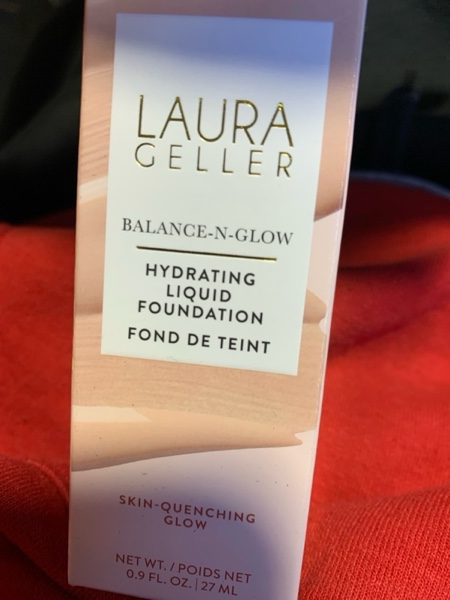 LAURA
GELLER
BALANCE-N-GLOW
HYDRATING
LIQUID
FOUNDATION
FOND DE TEINT
SKIN-QUENCHING
GLOW
NET WT. / POIDS NET
0.9 FL. OZ. | 27 ML